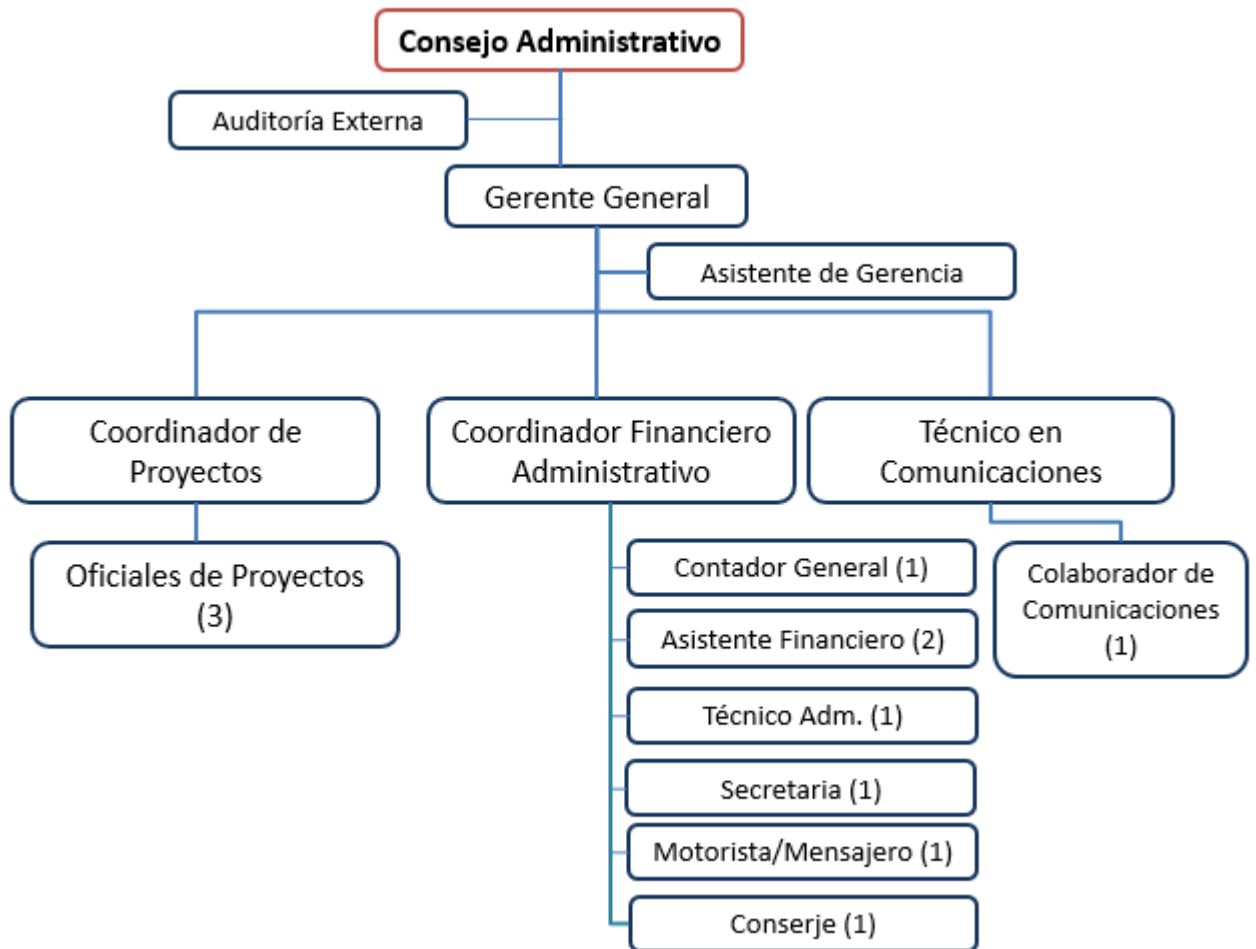 Consejo Administrativo
Auditoría Externa
Gerente General
Asistente de Gerencia
Coordinador de
Proyectos
Coordinador Financiero
Administrativo
Técnico en
Comunicaciones
Oficiales de Proyectos
(3)
Contador General (1)
Asistente Financiero (2)
Técnico Adm. (1)
Secretaria (1)
Motorista/Mensajero (1)
Conserje (1)
Colaborador de
Comunicaciones
(1)